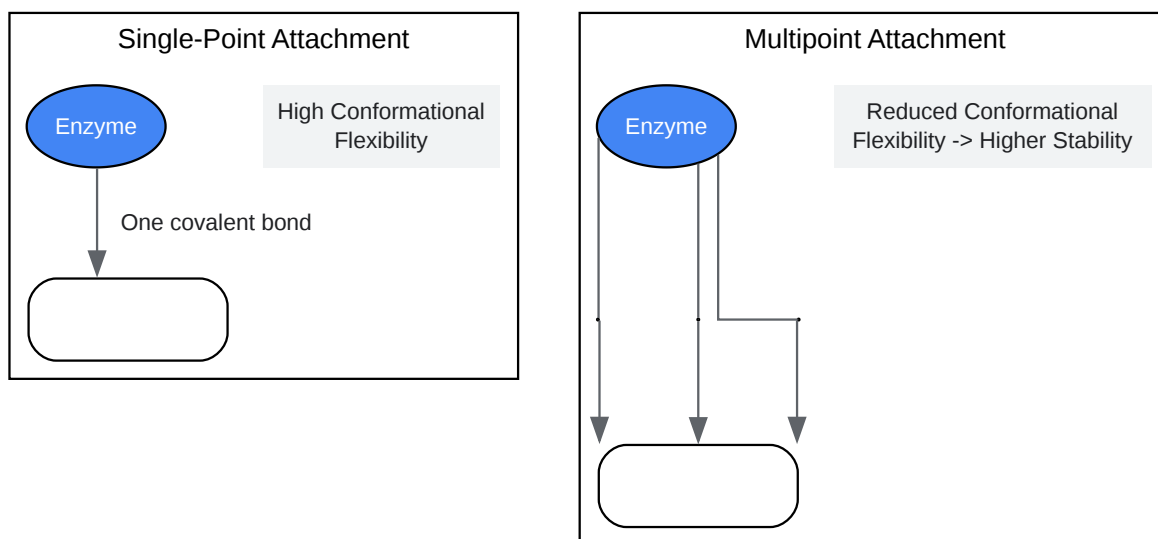 Single-Point Attachment
Enzyme
High Conformational
Flexibility
One covalent bond
Multipoint Attachment
Enzyme
Reduced Conformational
Flexibility -> Higher Stability